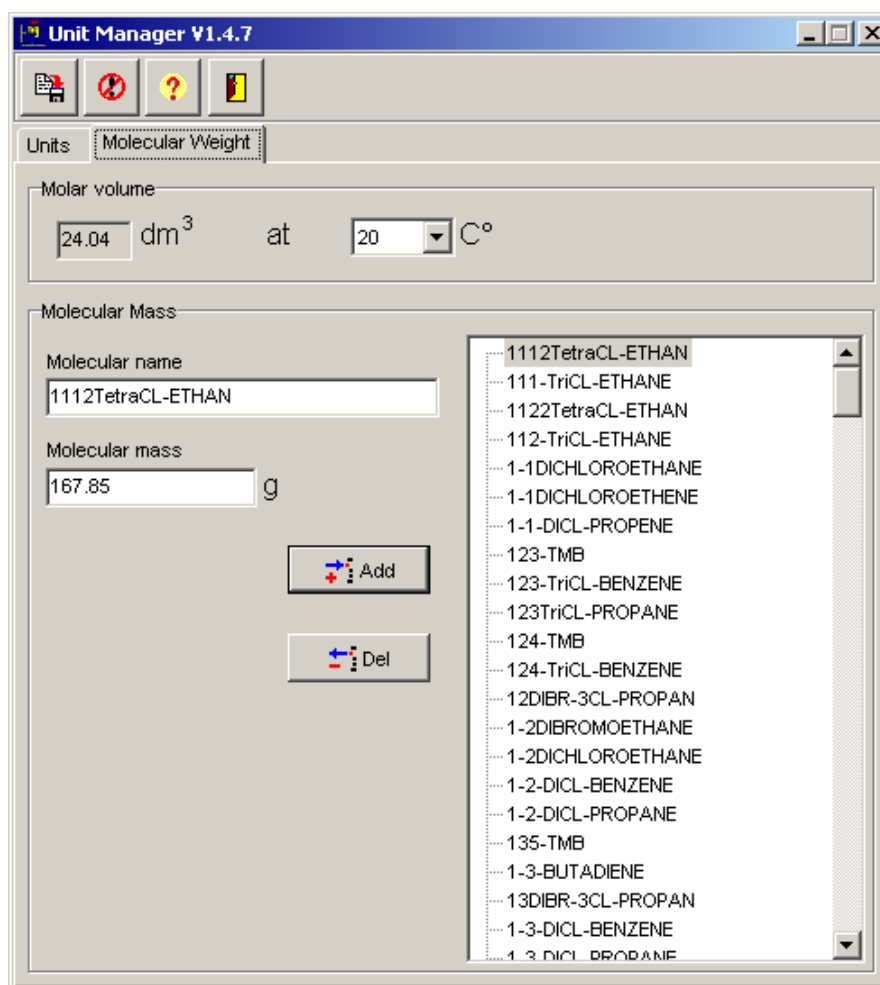 Unit Manager V1.4.7
Units Molecular Weight
Molar volume
24.04 dm³ at 20 C°
Molecular Mass
Molecular name
1112TetraCL-ETHAN
Molecular mass
167.85 g
Add
Del
1112TetraCL-ETHAN
111-TriCL-ETHANE
1122TetraCL-ETHAN
112-TriCL-ETHANE
1-1DICHLOROETHANE
1-1DICHLOROETHENE
1-1-DICL-PROPENE
123-TMB
123-TriCL-BENZENE
123TriCL-PROPANE
124-TMB
124-TriCL-BENZENE
12DIBR-3CL-PROPAN
1-2DIBROMOETHANE
1-2DICHLOROETHANE
1-2-DICL-BENZENE
1-2-DICL-PROPANE
135-TMB
1-3-BUTADIENE
13DIBR-3CL-PROPAN
1-3-DICL-BENZENE
1-3-DICL-PROPANE